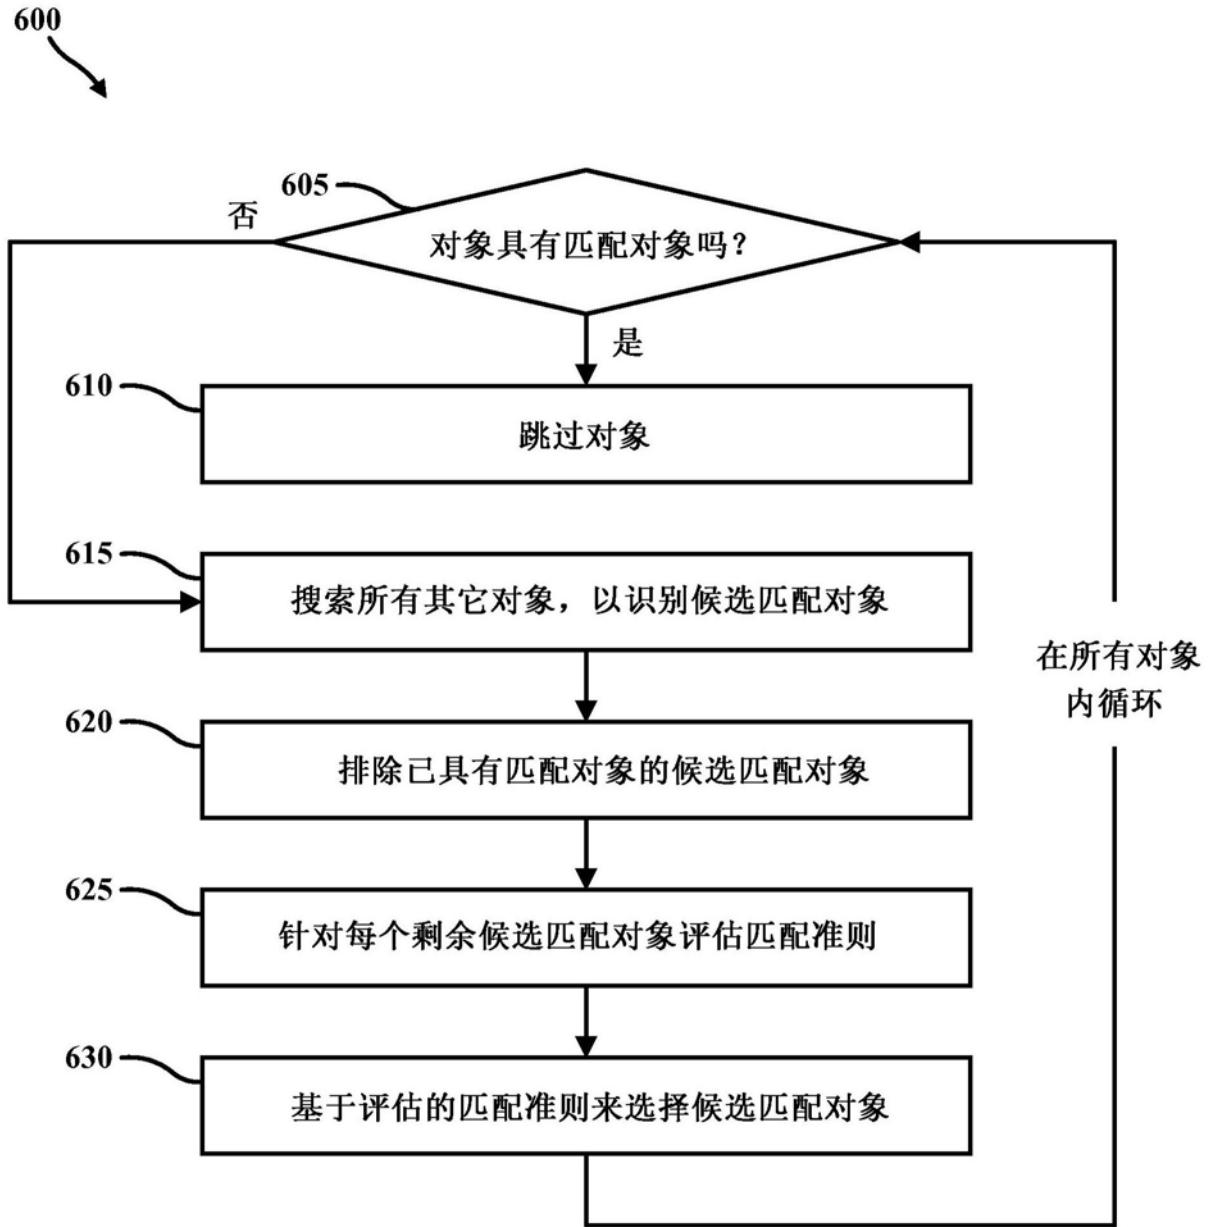 600
605
否
对象具有匹配对象吗？
是
610
跳过对象
615
搜索所有其它对象，以识别候选匹配对象
在所有对象
内循环
620
排除已具有匹配对象的候选匹配对象
625
针对每个剩余候选匹配对象评估匹配准则
630
基于评估的匹配准则来选择候选匹配对象